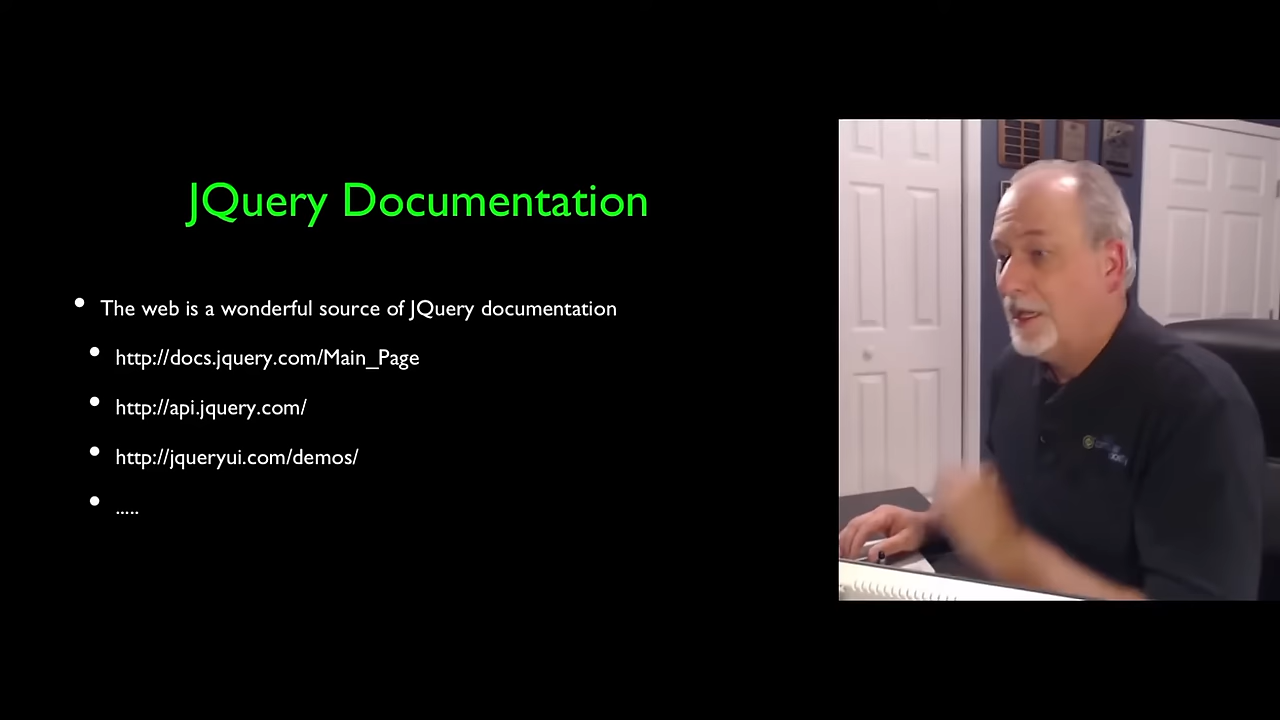 JQuery Documentation
The web is a wonderful source of JQuery documentation
http://docs.jquery.com/Main_Page
http://api.jquery.com/
http://jqueryui.com/demos/
.....